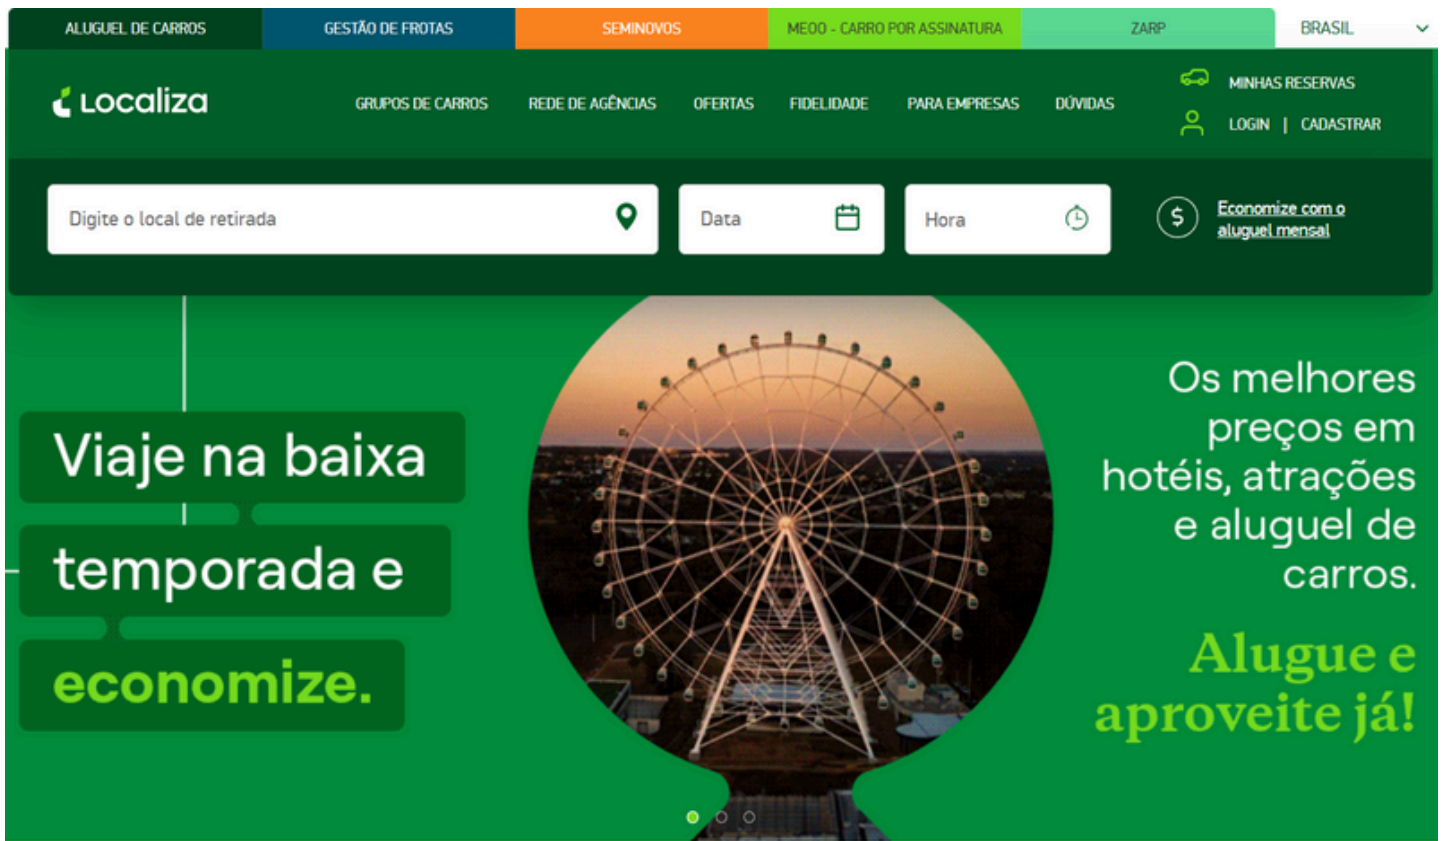 ALUGUEL DE CARROS
GESTÃO DE FROTAS
SEMINOVOS
MEOO - CARRO POR ASSINATURA
ZARP
BRASIL
Localiza
GRUPOS DE CARROS
REDE DE AGÊNCIAS
OFERTAS
FIDELIDADE
PARA EMPRESAS
DÚVIDAS
MINHAS RESERVAS
LOGIN | CADASTRAR
Digite o local de retirada
Data
Hora
$
Economize com o
aluguel mensal
Viaje na baixa
temporada e
economize.
Os melhores
preços em
hotéis, atrações
e aluguel de
carros.
Alugue e
aproveite já!